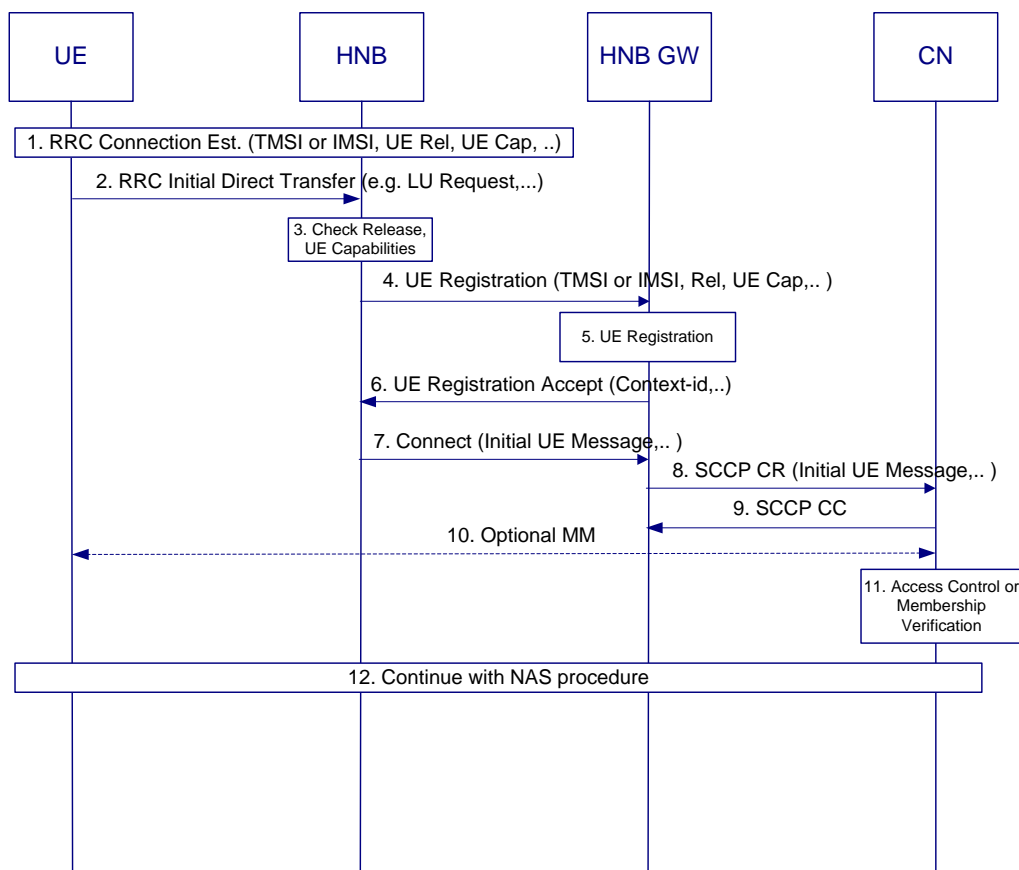 UE
HNB
HNB GW
CN
1. RRC Connection Est. (TMSI or IMSI, UE Rel, UE Cap, ..)
2. RRC Initial Direct Transfer (e.g. LU Request,...)
3. Check Release,
UE Capabilities
4. UE Registration (TMSI or IMSI, Rel, UE Cap,.. )
5. UE Registration
6. UE Registration Accept (Context-id,..)
7. Connect (Initial UE Message,.. )
8. SCCP CR (Initial UE Message,.. )
9. SCCP CC
10. Optional MM
11. Access Control or
Membership
Verification
12. Continue with NAS procedure